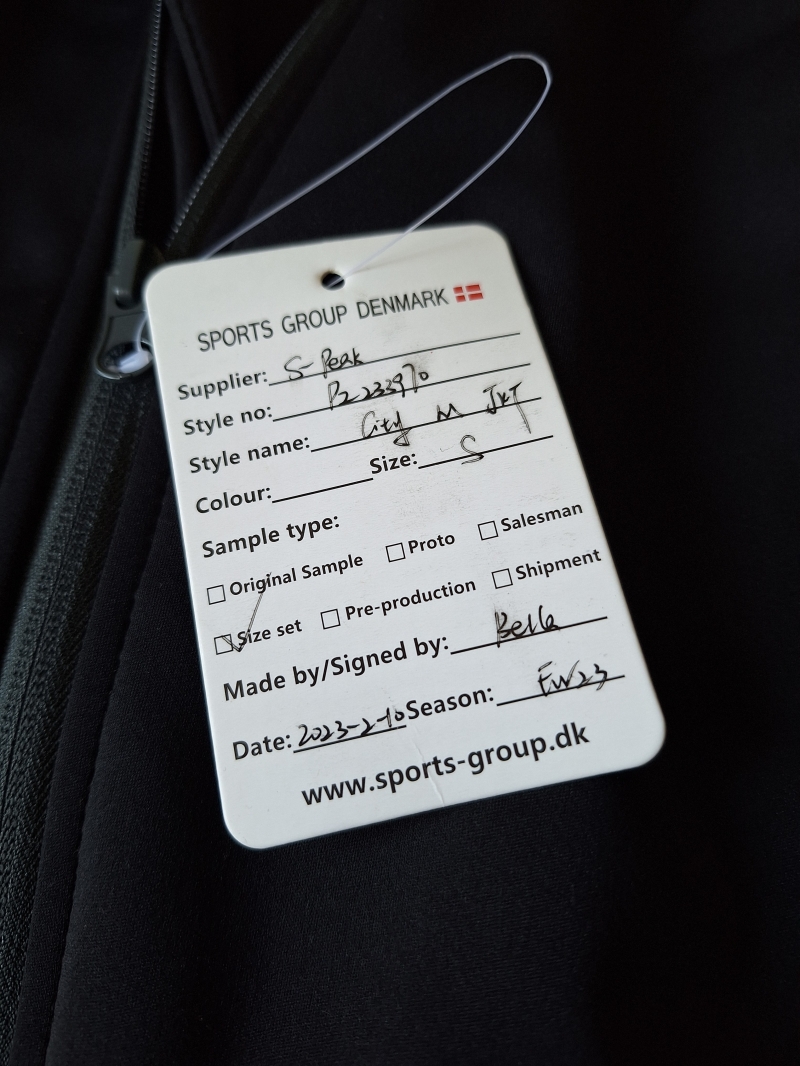 SPORTS GROUP DENMARK
Supplier: S-Peak
Style no: P2233970
Style name: City M JKT
Colour: Size: S
Sample type:
Original Sample Proto Salesman
Size set Pre-production Shipment
Made by/Signed by: Bella
Date: 2023-2-10 Season: FW23
www.sports-group.dk